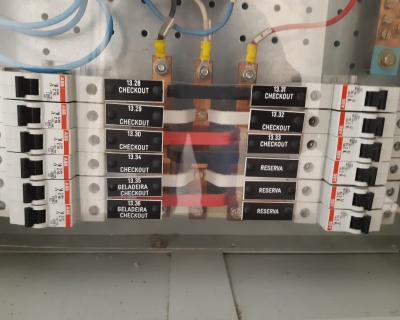 13.28
CHECKOUT
13.29
CHECKOUT
13.30
CHECKOUT
13.34
CHECKOUT
13.35
GELADEIRA
CHECKOUT
13.36
GELADEIRA
CHECKOUT
13.31
CHECKOUT
13.32
CHECKOUT
13.33
CHECKOUT
RESERVA
RESERVA
RESERVA